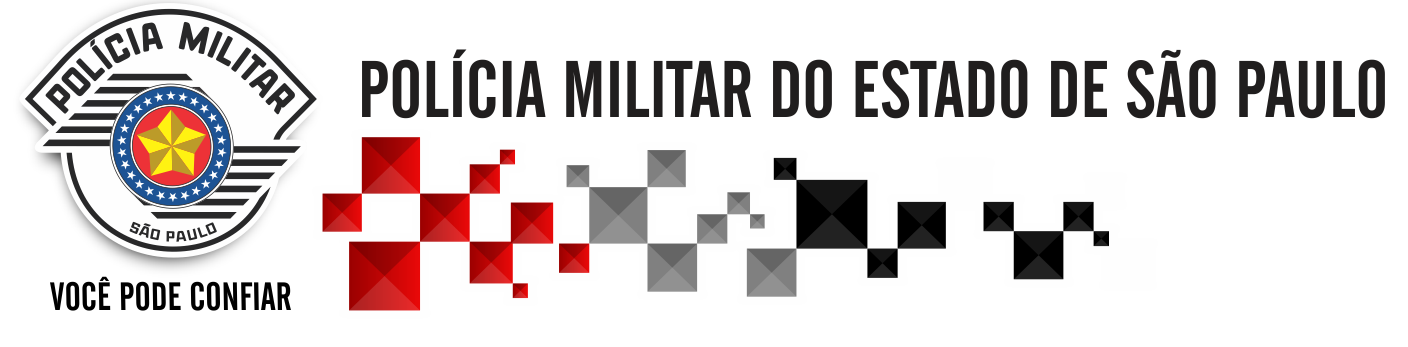 POLÍCIA MILITAR
SÃO PAULO
VOCÊ PODE CONFIAR
POLÍCIA MILITAR DO ESTADO DE SÃO PAULO